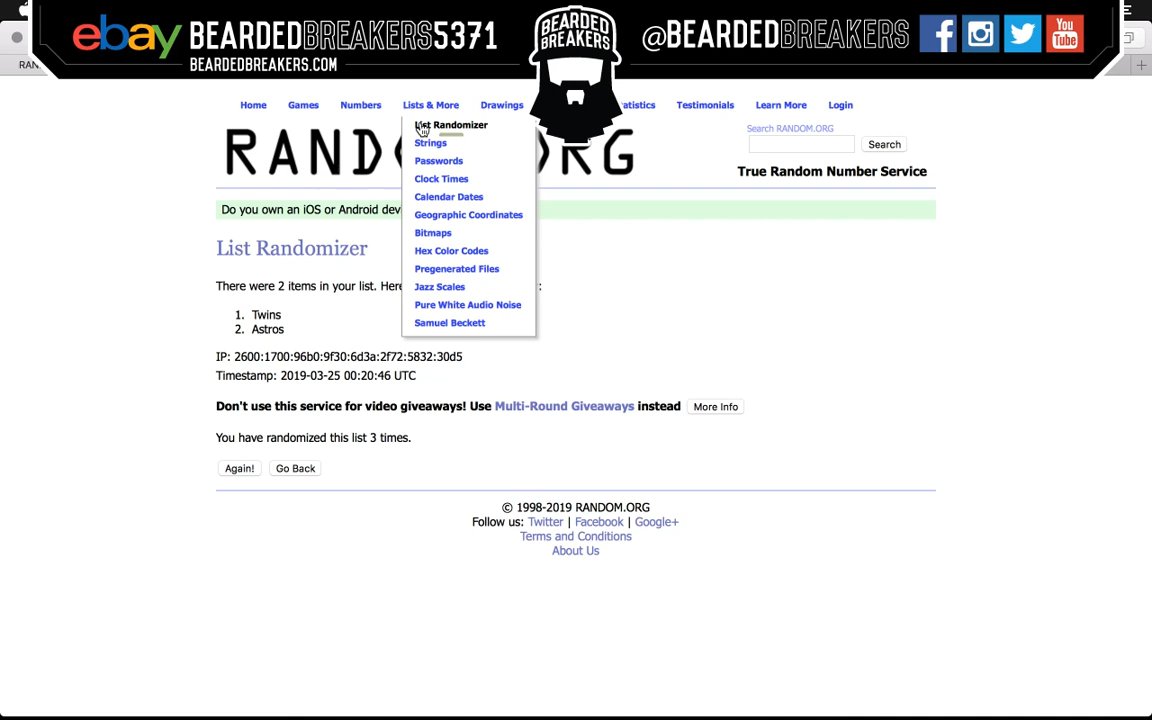 ebay BEARDEDBREAKERS5371
BEARDEDBREAKERS.COM
BEARDED
BREAKERS
@BEARDEDBREAKERS
f
You
Tube
RAN
Home Games Numbers Lists & More Drawings tatistics Testimonials Learn More Login
List Randomizer
Strings
Passwords
Clock Times
Calendar Dates
Geographic Coordinates
Bitmaps
Hex Color Codes
Pregenerated Files
Jazz Scales
Pure White Audio Noise
Samuel Beckett
Search RANDOM.ORG
Search
True Random Number Service
Do you own an iOS or Android dev
List Randomizer
There were 2 items in your list. Here
1. Twins
2. Astros
IP: 2600:1700:96b0:9f30:6d3a:2f72:5832:30d5
Timestamp: 2019-03-25 00:20:46 UTC
Don't use this service for video giveaways! Use Multi-Round Giveaways instead More Info
You have randomized this list 3 times.
Again! Go Back
© 1998-2019 RANDOM.ORG
Follow us: Twitter | Facebook | Google+
Terms and Conditions
About Us